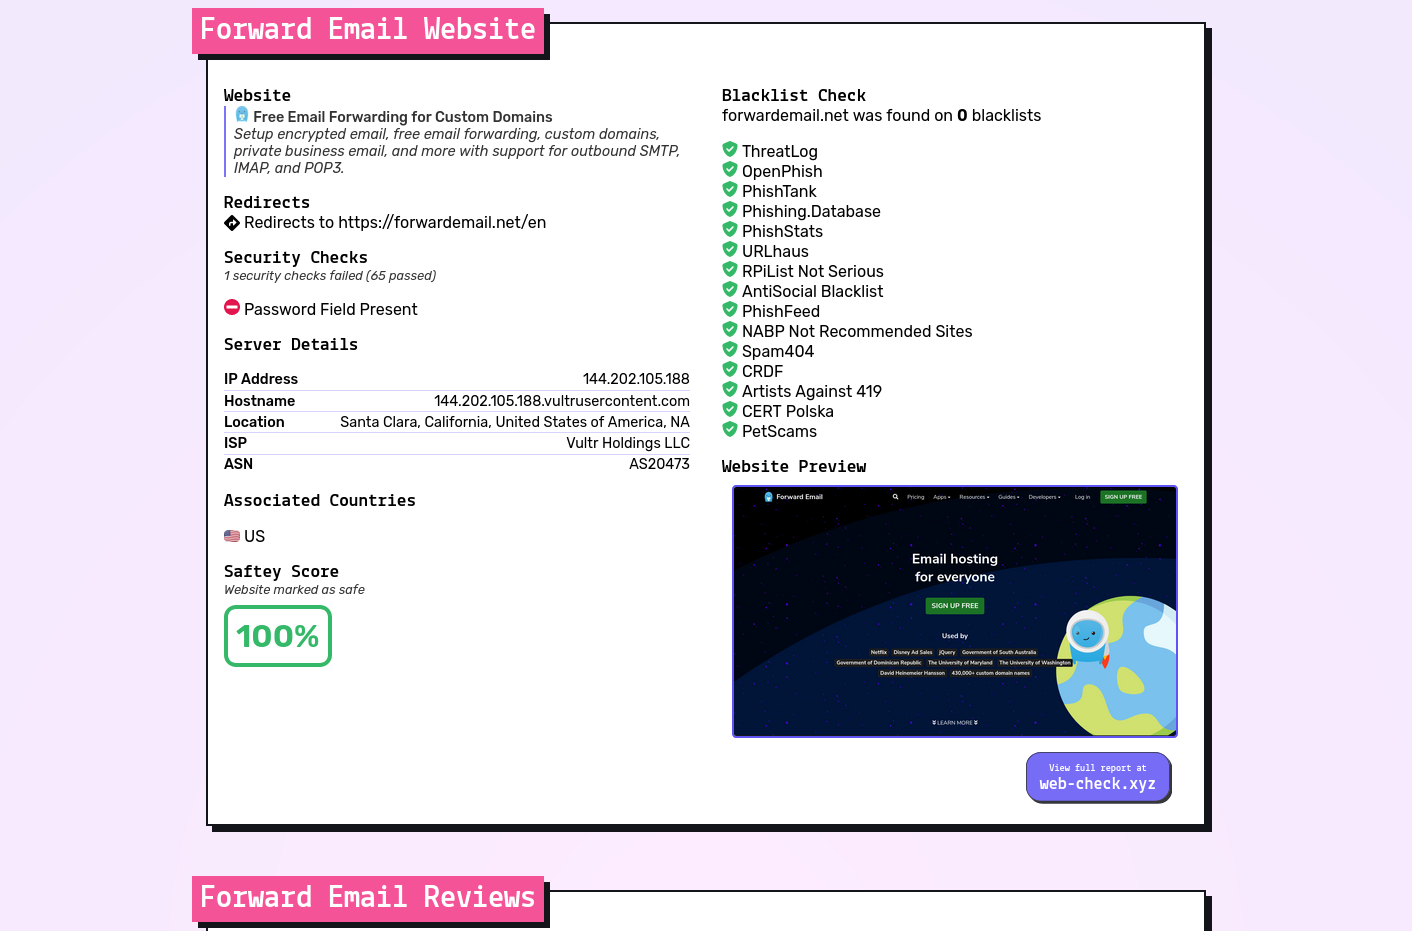 Forward Email Website
Website
Free Email Forwarding for Custom Domains
Setup encrypted email, free email forwarding, custom domains,
private business email, and more with support for outbound SMTP,
IMAP, and POP3.
Redirects
Redirects to https://forwardemail.net/en
Security Checks
1 security checks failed (65 passed)
Password Field Present
Server Details
IP Address 144.202.105.188
Hostname 144.202.105.188.vultrusercontent.com
Location Santa Clara, California, United States of America, NA
ISP Vultr Holdings LLC
ASN AS20473
Associated Countries
US
Saftey Score
Website marked as safe
100%
Blacklist Check
forwardemail.net was found on 0 blacklists
ThreatLog
OpenPhish
PhishTank
Phishing.Database
PhishStats
URLhaus
RPiList Not Serious
AntiSocial Blacklist
PhishFeed
NABP Not Recommended Sites
Spam404
CRDF
Artists Against 419
CERT Polska
PetScams
Website Preview
Forward Email Pricing Apps Resources Guides Developers Log in SIGN UP FREE
Email hosting
for everyone
SIGN UP FREE
Used by
Netflix Disney Ad Sales jQuery Government of South Australia
Government of Dominican Republic The University of Maryland The University of Washington
David Heinemeier Hansson 430,000+ custom domain names
LEARN MORE
View full report at
web-check.xyz
Forward Email Reviews